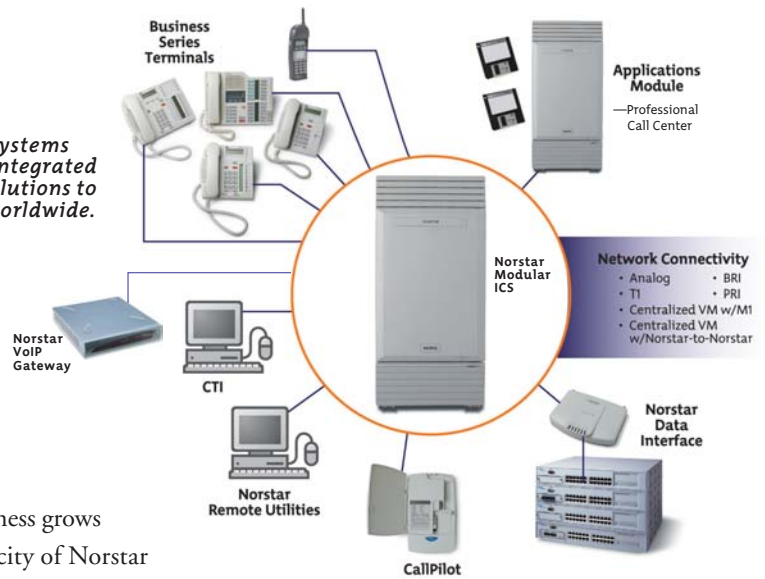 Business
Series
Terminals
Applications
Module
—Professional
Call Center
ystems
ntegrated
lutions to
orldwide.
Norstar
Modular
ICS
Network Connectivity
• Analog • BRI
• T1 • PRI
• Centralized VM w/M1
• Centralized VM
w/Norstar-to-Norstar
Norstar
VoIP
Gateway
CTI
Norstar
Data
Interface
Norstar
Remote Utilities
CallPilot
ness grows
city of Norstar